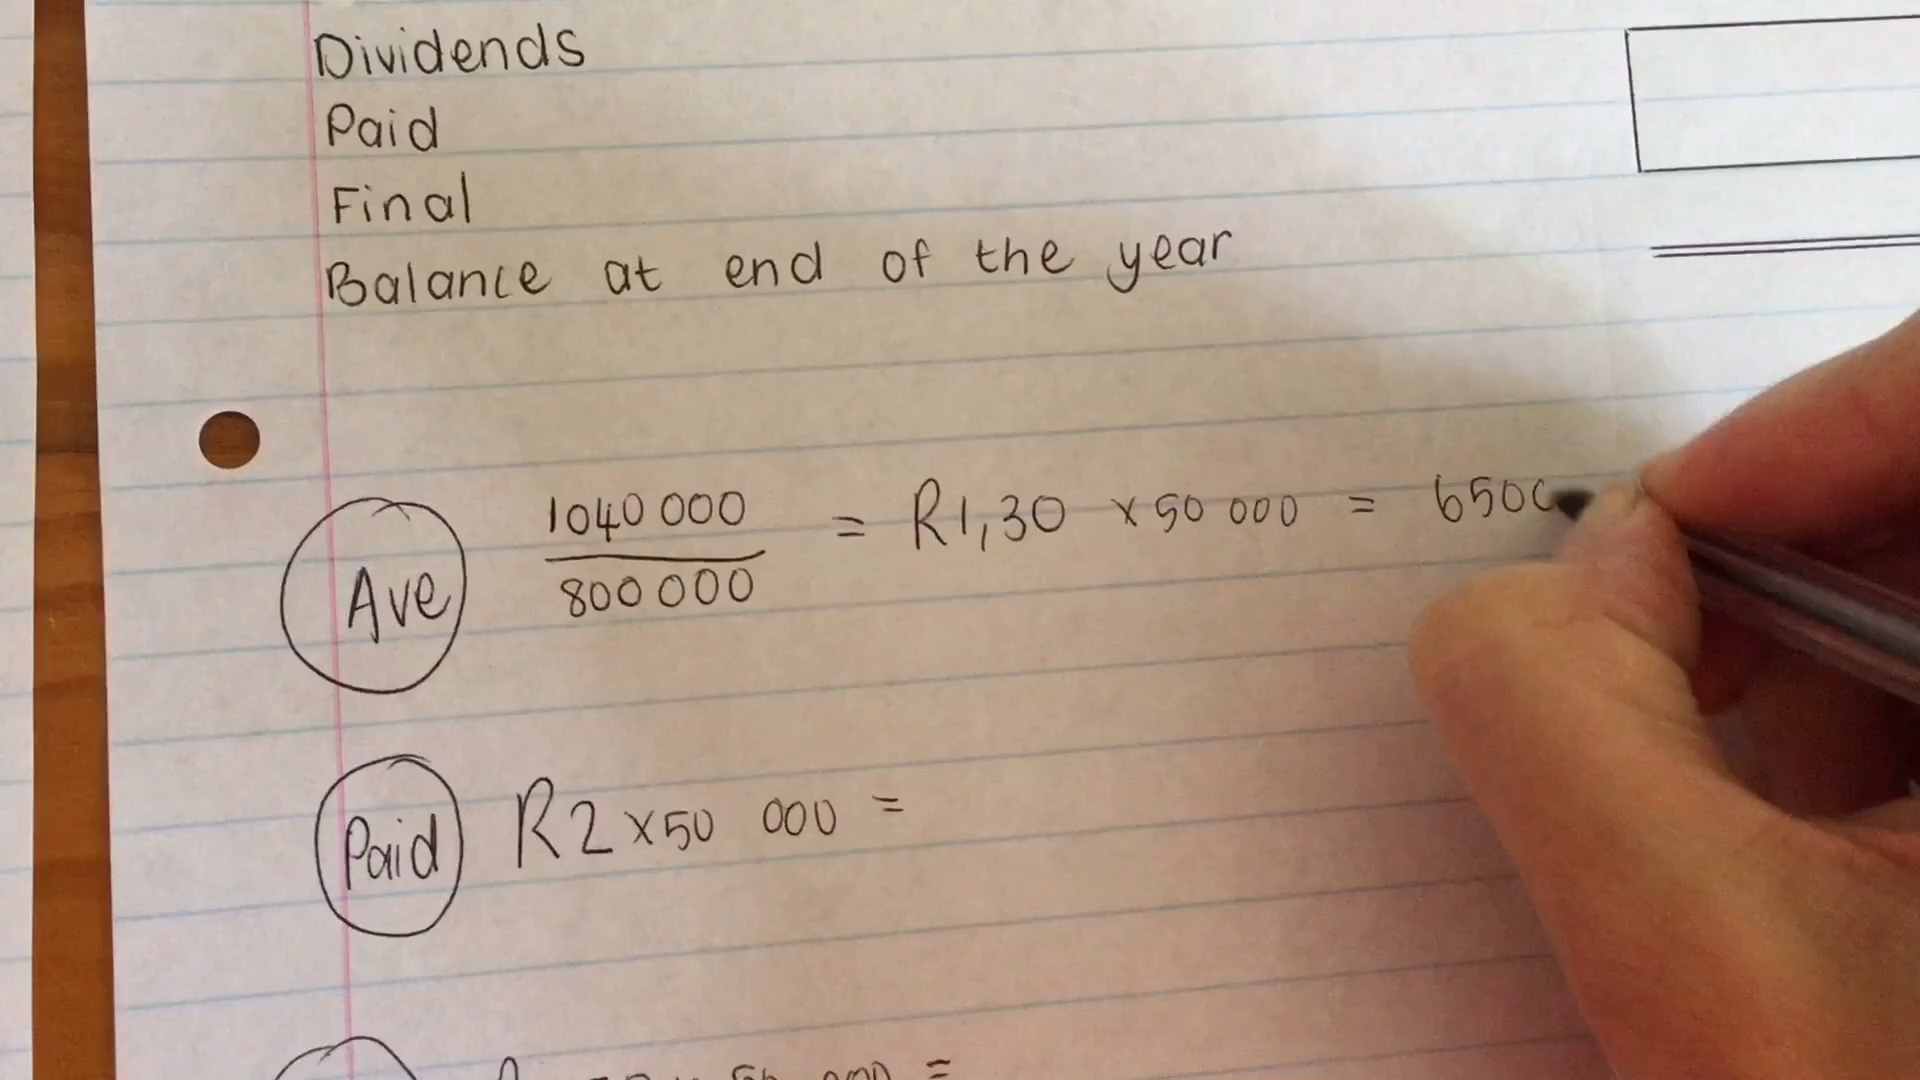 Dividends
Paid
Final
Balance at end of the year
Ave 1040 000 / 800 000 = R1,30 x 50 000 = 6500
Paid R2 x 50 000 =